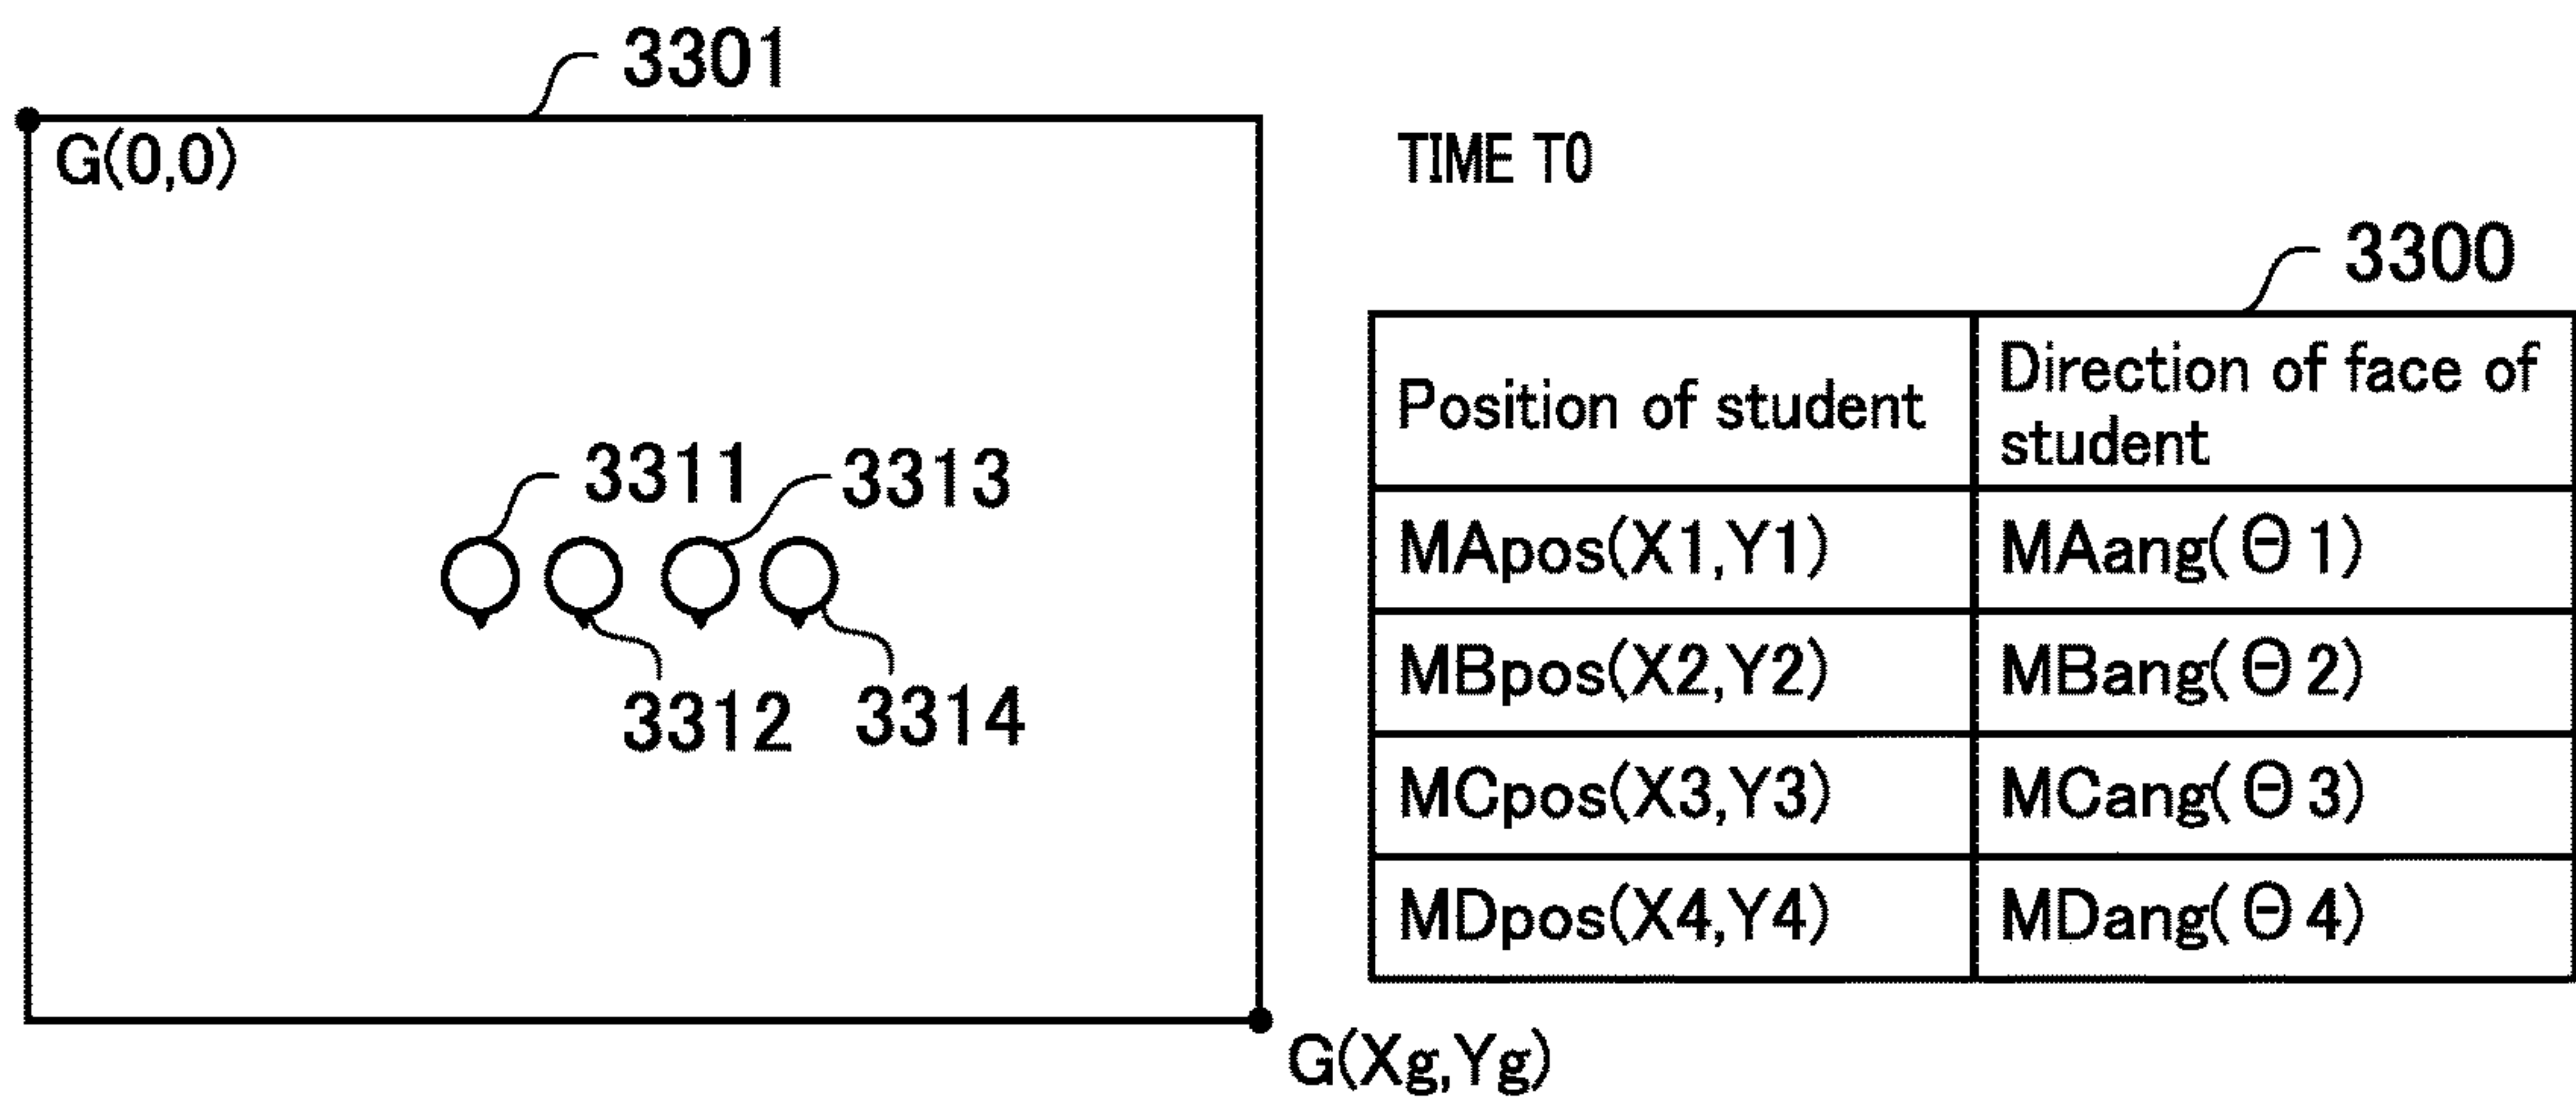 3301
G(0,0)
TIME T0
3300
Position of student
Direction of face of
student
3311
3313
MApos(X1,Y1)
MAang(Θ1)
MBpos(X2,Y2)
MBang(Θ2)
3312
3314
MCpos(X3,Y3)
MCang(Θ3)
MDpos(X4,Y4)
MDang(Θ4)
G(Xg,Yg)